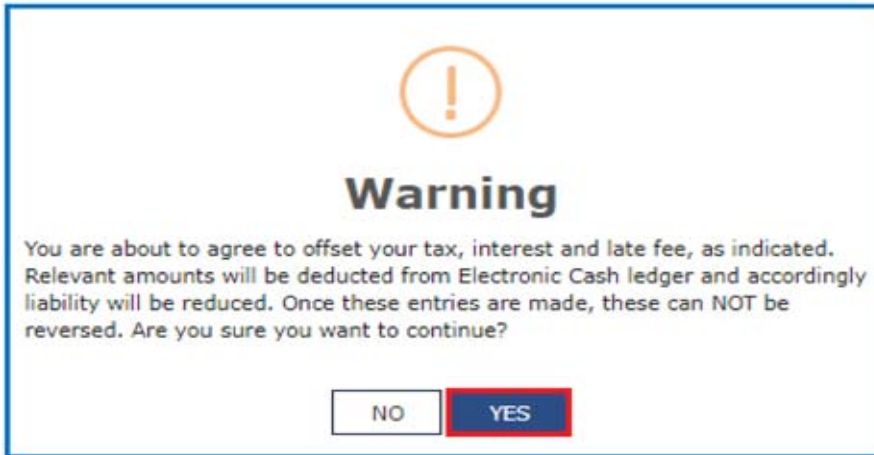 !
Warning
You are about to agree to offset your tax, interest and late fee, as indicated.
Relevant amounts will be deducted from Electronic Cash ledger and accordingly
liability will be reduced. Once these entries are made, these can NOT be
reversed. Are you sure you want to continue?
NO YES